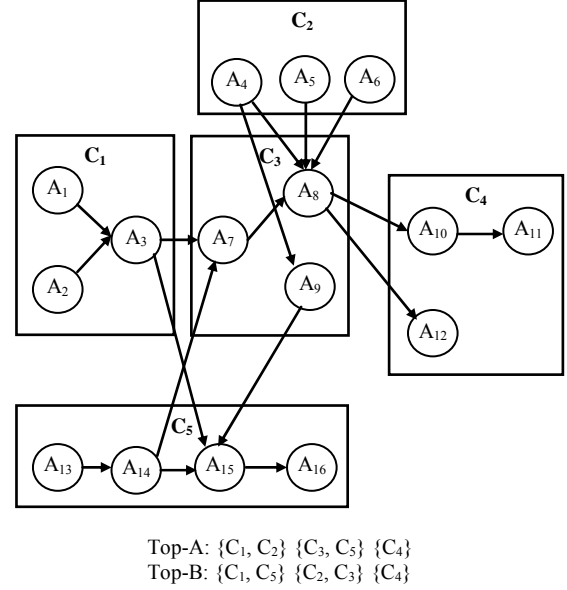 C₂
A₄ A₅ A₆
C₁ C₃
A₁ A₈ C₄
A₃ A₇ A₁₀ A₁₁
A₂ A₉
A₁₂
C₅
A₁₃ A₁₄ A₁₅ A₁₆
Top-A: {C₁, C₂} {C₃, C₅} {C₄}
Top-B: {C₁, C₅} {C₂, C₃} {C₄}